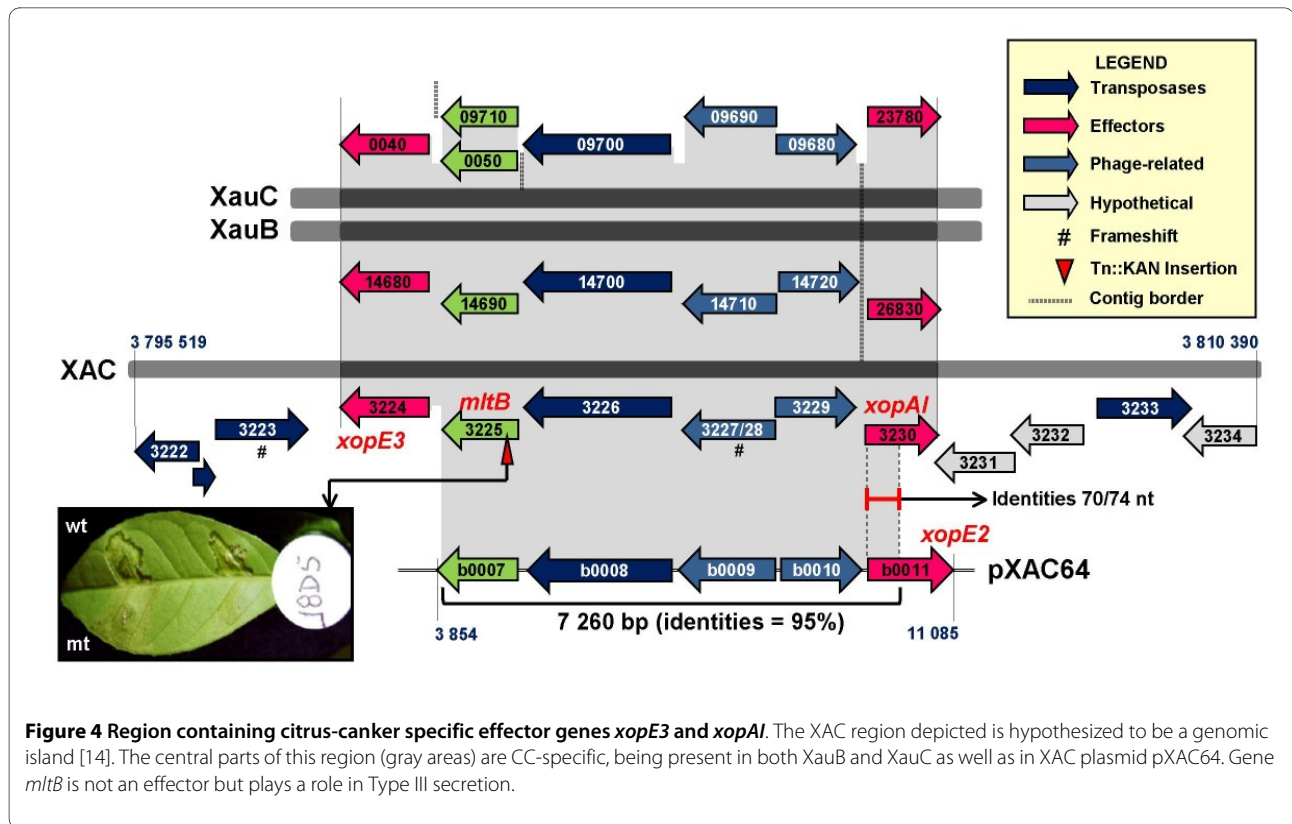 LEGEND
Transposases
Effectors
Phage-related
Hypothetical
# Frameshift
Tn::KAN Insertion
Contig border
09710 09690 23780
0040 09700 09680
0050
XauC
XauB
14680 14700 14720
14690 14710 26830
3 795 519 3 810 390
XAC
mltB xopAI
3224 3226 3229 3233
3222 3223 3225 3227/28 3230 3232 3234
# xopE3 # 3231
Identities 70/74 nt
xopE2
wt
b0007 b0008 b0009 b0010 b0011 pXAC64
J8D5
mt
7 260 bp (identities = 95%)
3 854 11 085
Figure 4 Region containing citrus-canker specific effector genes xopE3 and xopAI. The XAC region depicted is hypothesized to be a genomic
island [14]. The central parts of this region (gray areas) are CC-specific, being present in both XauB and XauC as well as in XAC plasmid pXAC64. Gene
mltB is not an effector but plays a role in Type III secretion.